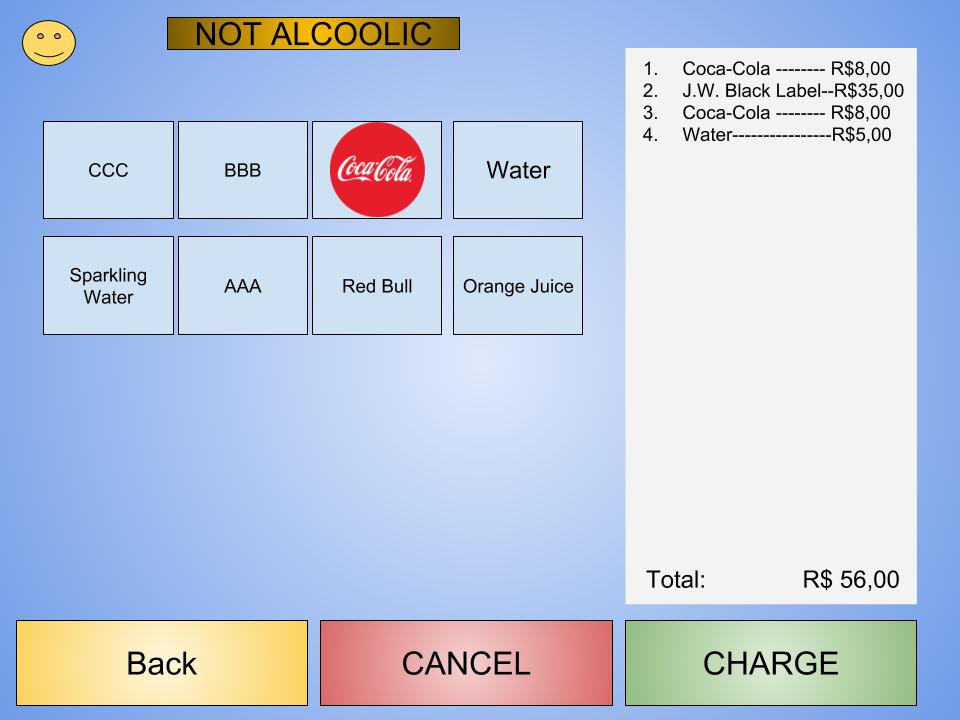 NOT ALCOOLIC
CCC
BBB
Coca-Cola
Water
Sparkling
Water
AAA
Red Bull
Orange Juice
1. Coca-Cola -------- R$8,00
2. J.W. Black Label--R$35,00
3. Coca-Cola -------- R$8,00
4. Water----------------R$5,00
Total: R$ 56,00
Back
CANCEL
CHARGE